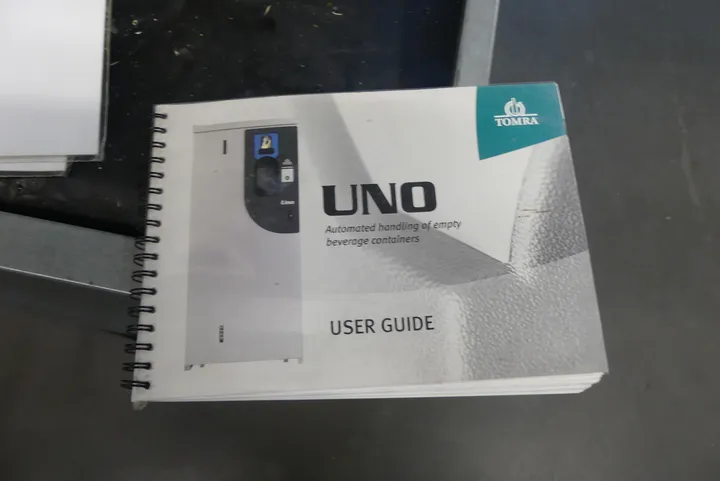 TOMRA
UNO
Automated handling of empty
beverage containers
USER GUIDE